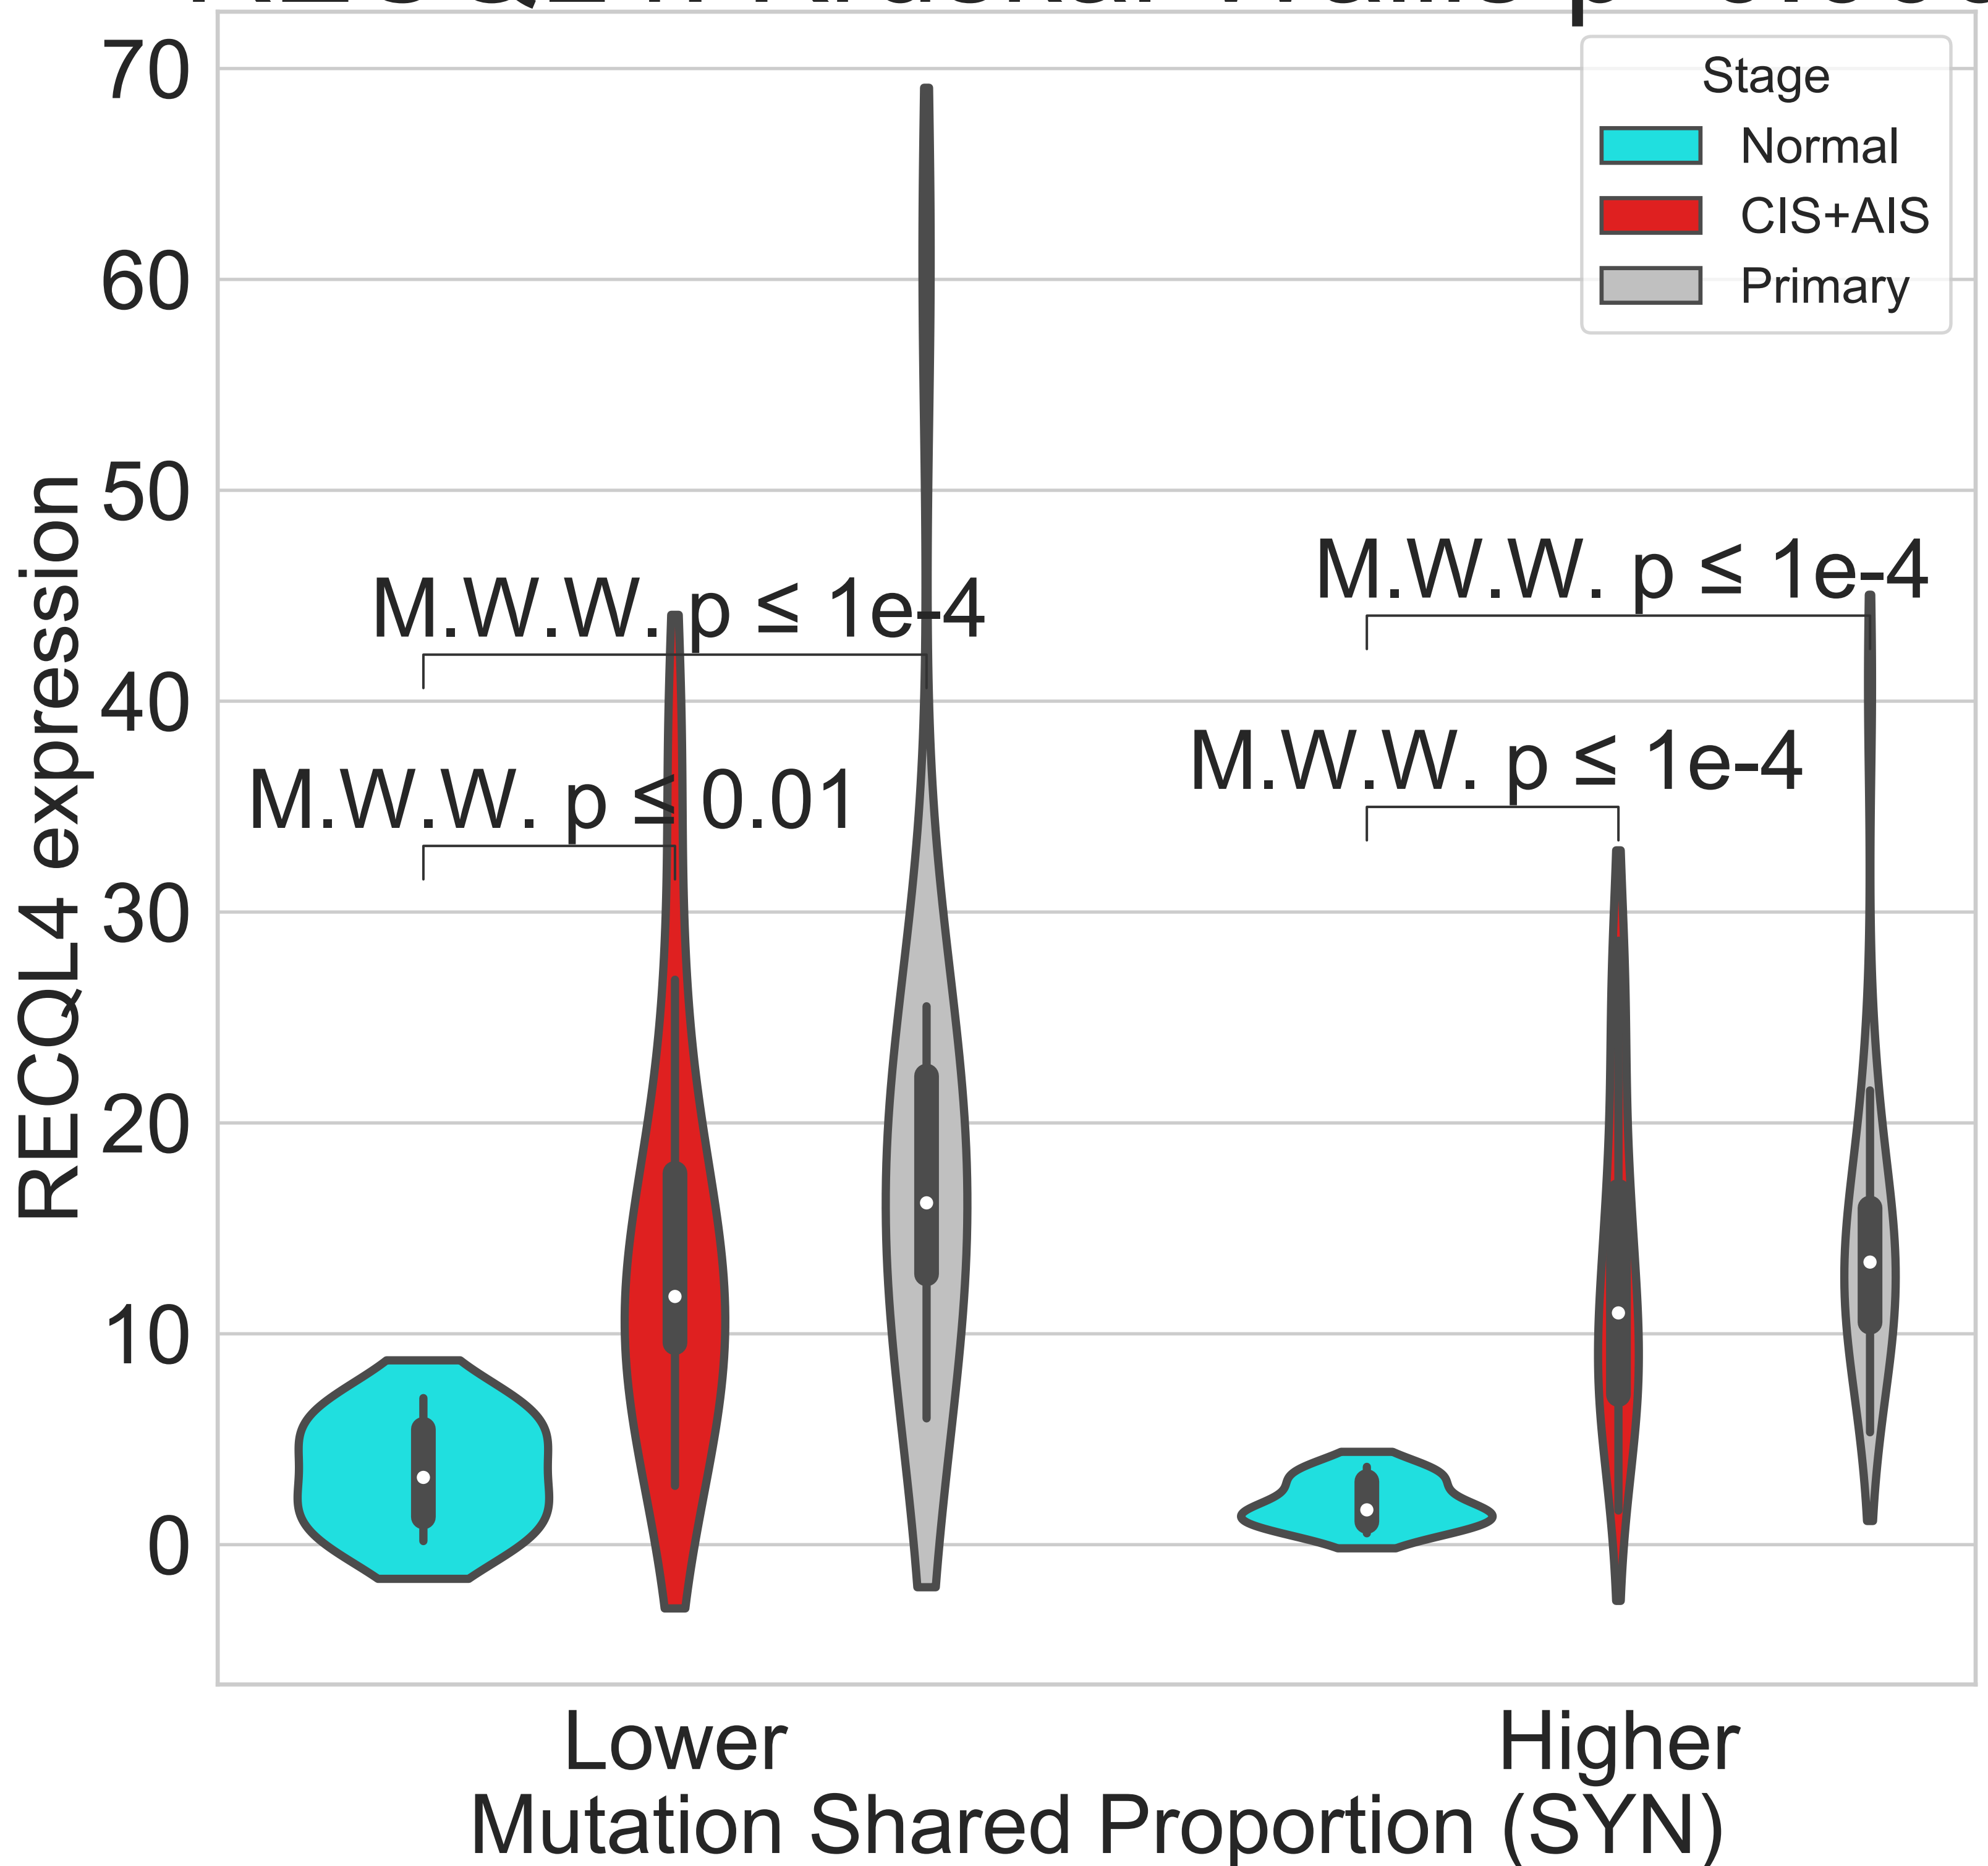 70
60
50
40
30
20
10
0
RECQL4 expression
Stage
Normal
CIS+AIS
Primary
M.W.W. p ≤ 1e-4
M.W.W. p ≤ 0.01
M.W.W. p ≤ 1e-4
M.W.W. p ≤ 1e-4
Lower
Higher
Mutation Shared Proportion (SYN)